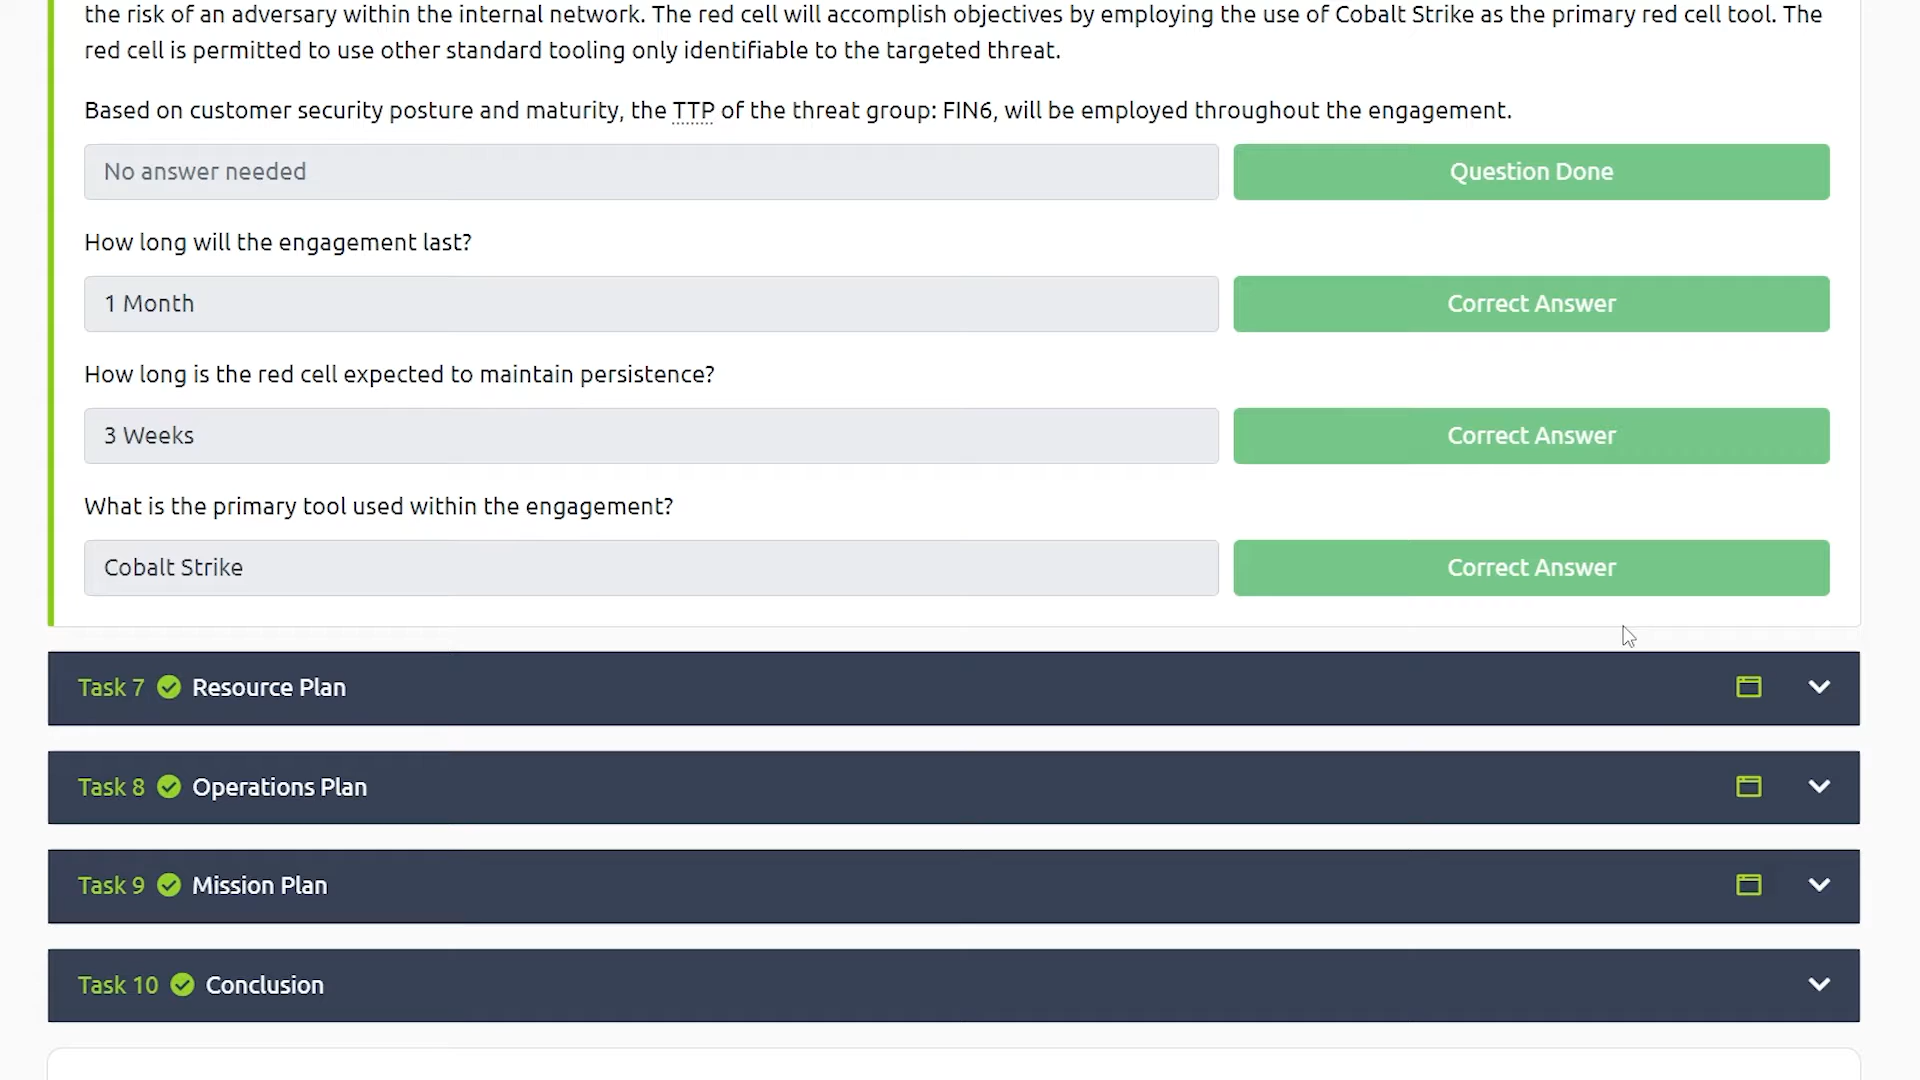 the risk of an adversary within the internal network. The red cell will accomplish objectives by employing the use of Cobalt Strike as the primary red cell tool. The
red cell is permitted to use other standard tooling only identifiable to the targeted threat.
Based on customer security posture and maturity, the TTP of the threat group: FIN6, will be employed throughout the engagement.
No answer needed
Question Done
How long will the engagement last?
1 Month
Correct Answer
How long is the red cell expected to maintain persistence?
3 Weeks
Correct Answer
What is the primary tool used within the engagement?
Cobalt Strike
Correct Answer
Task 7 Resource Plan
Task 8 Operations Plan
Task 9 Mission Plan
Task 10 Conclusion